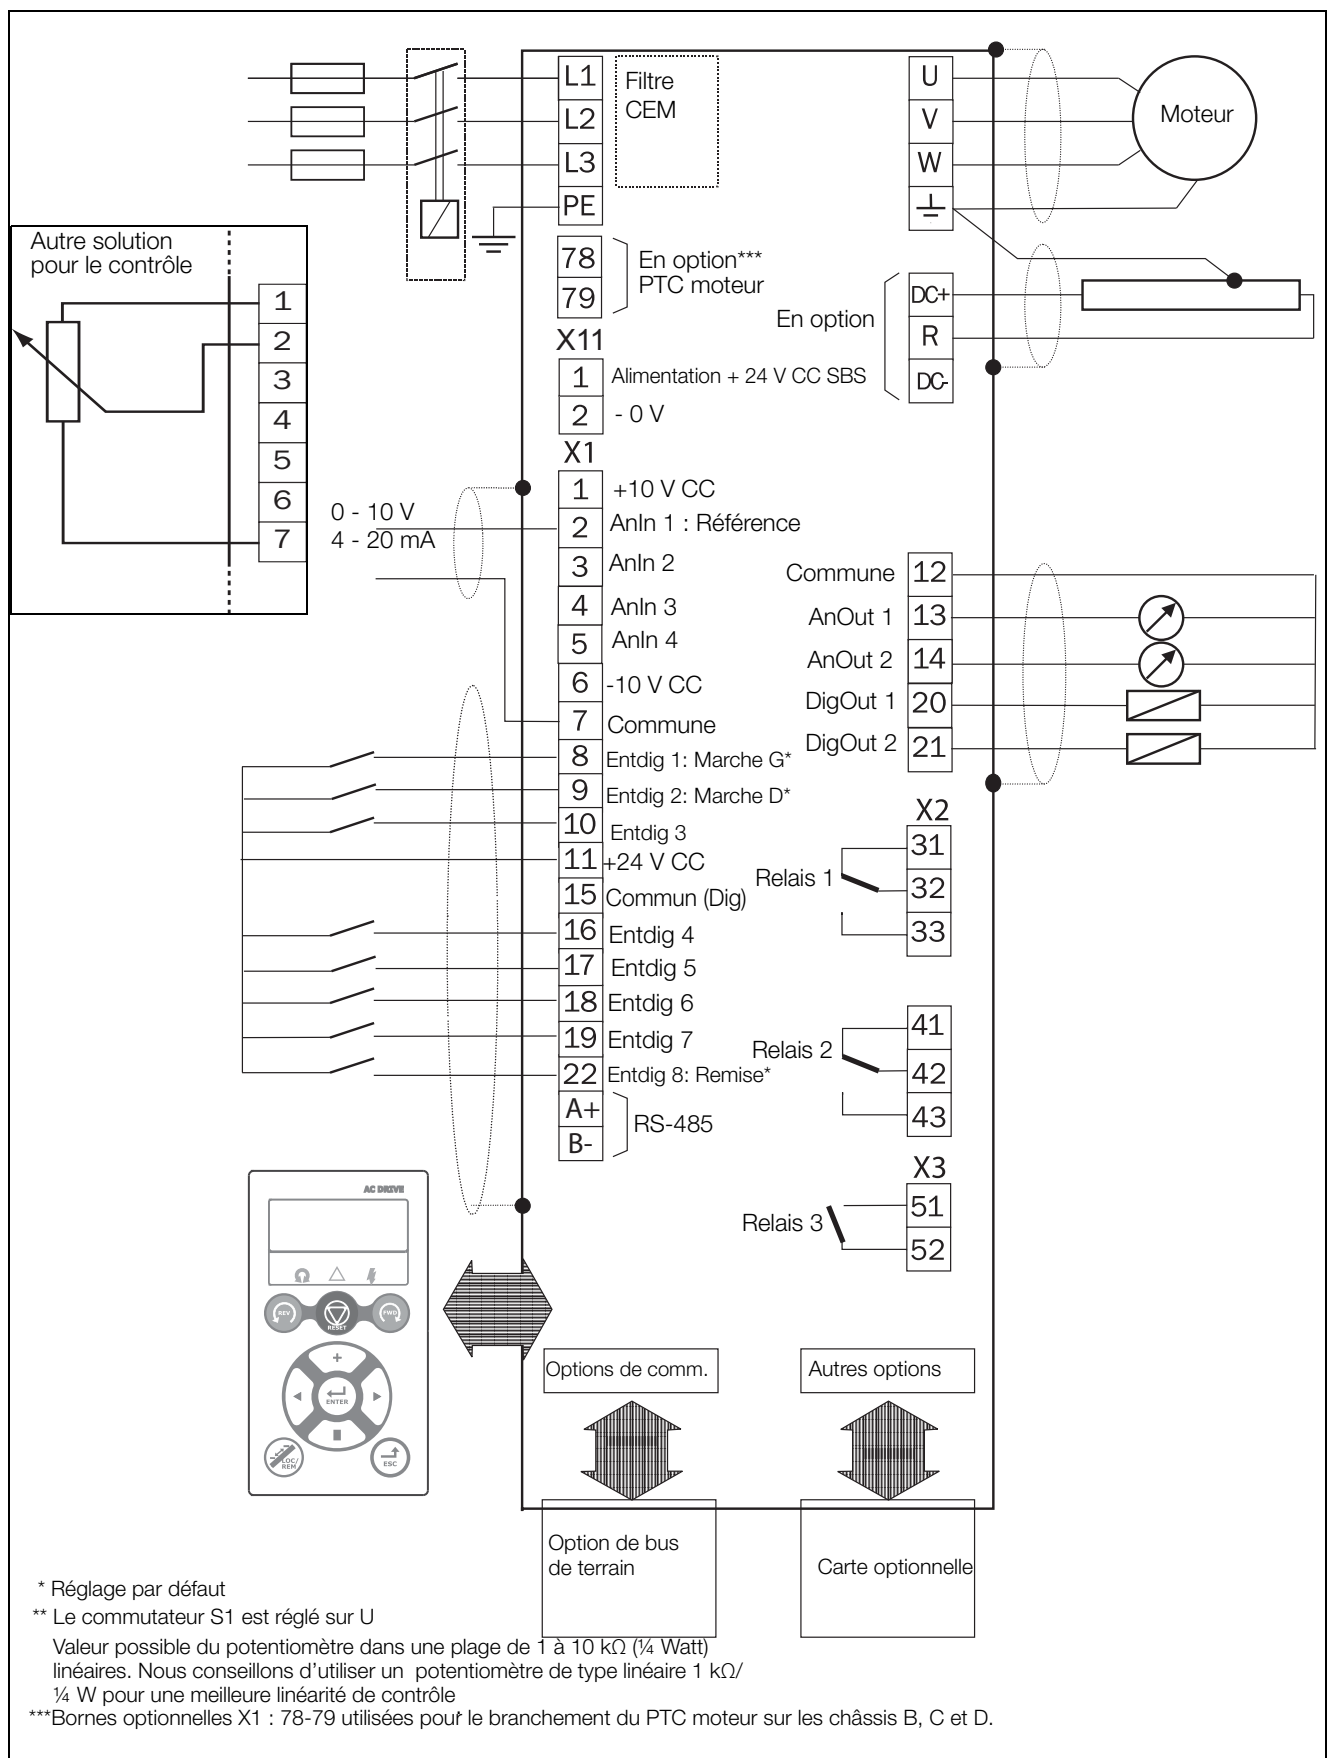 L1
L2
L3
PE
Filtre
CEM
U
V
W
Moteur
Autre solution
pour le contrôle
1
2
3
4
5
6
7
78
79
En option***
PTC moteur
En option
DC+
R
DC-
X11
1 Alimentation + 24 V CC SBS
2 - 0 V
X1
1 +10 V CC
0 - 10 V
4 - 20 mA
2 AnIn 1 : Référence
3 AnIn 2
4 AnIn 3
5 AnIn 4
6 -10 V CC
7 Commune
8 Entdig 1: Marche G*
9 Entdig 2: Marche D*
10 Entdig 3
11 +24 V CC
15 Commun (Dig)
16 Entdig 4
17 Entdig 5
18 Entdig 6
19 Entdig 7
22 Entdig 8: Remise*
A+
B-
RS-485
Commune 12
AnOut 1 13
AnOut 2 14
DigOut 1 20
DigOut 2 21
X2
31
Relais 1 32
33
41
Relais 2 42
43
X3
51
Relais 3 52
AC DRIVE
REV
RESET
FWD
+
ENTER
LOC/
REM
ESC
Options de comm.
Autres options
Option de bus
de terrain
Carte optionnelle
* Réglage par défaut
** Le commutateur S1 est réglé sur U
Valeur possible du potentiomètre dans une plage de 1 à 10 kΩ (¼ Watt)
linéaires. Nous conseillons d’utiliser un potentiomètre de type linéaire 1 kΩ/
¼ W pour une meilleure linéarité de contrôle
***Bornes optionnelles X1 : 78-79 utilisées pour le branchement du PTC moteur sur les châssis B, C et D.